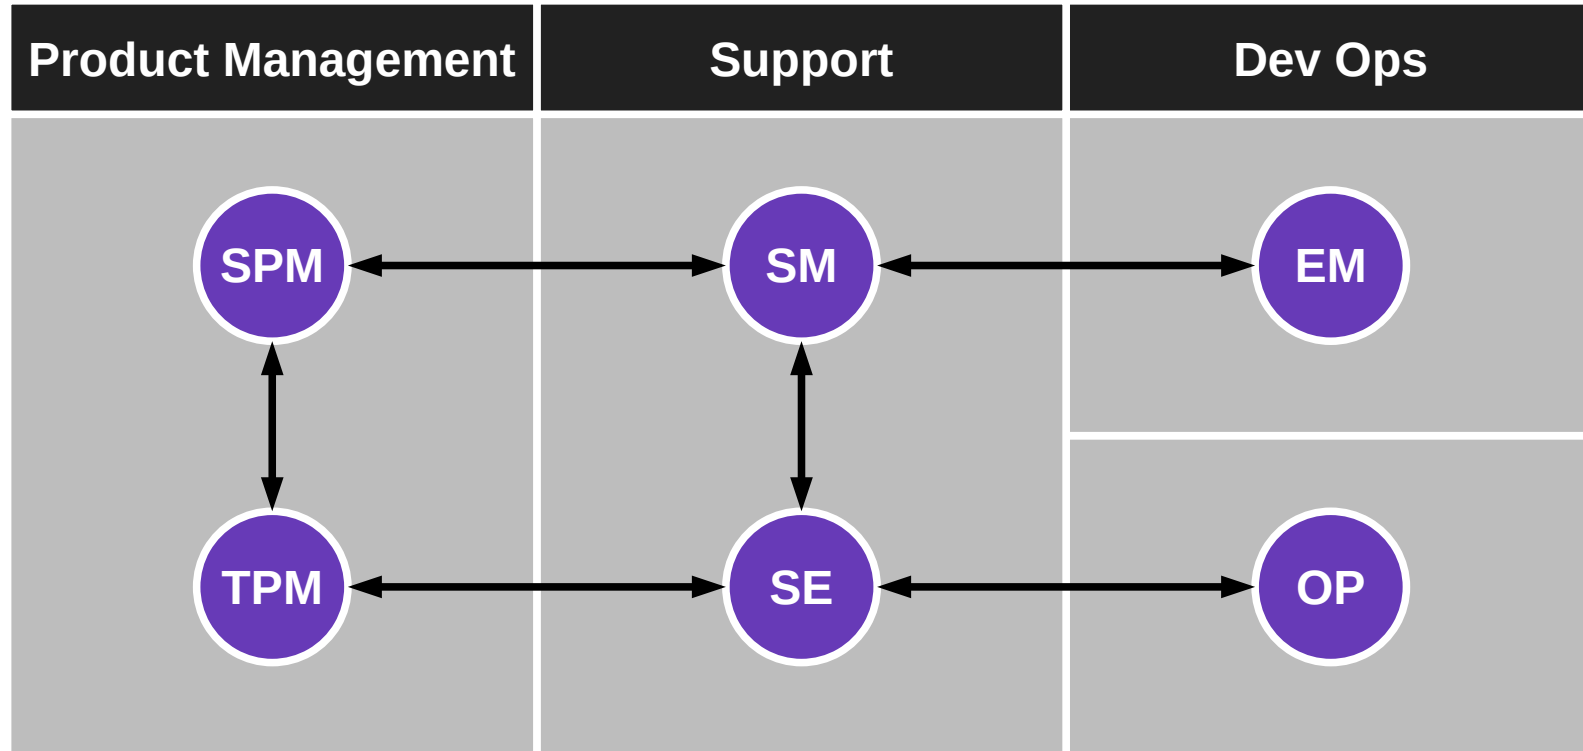 Product Management
Support
Dev Ops
SPM
SM
EM
TPM
SE
OP